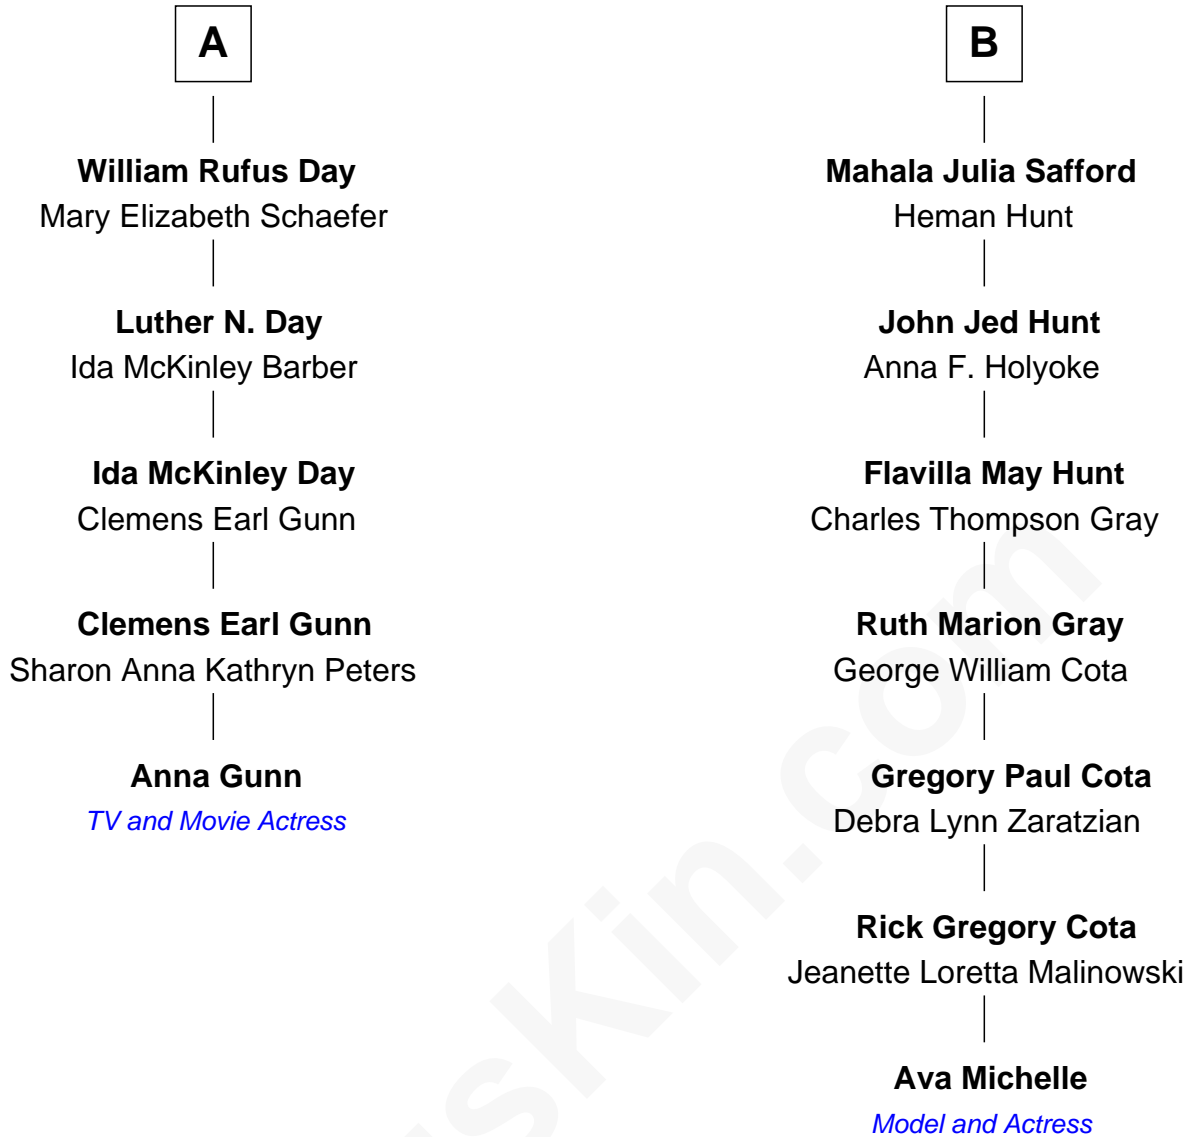 A
William Rufus Day
Mary Elizabeth Schaefer
Luther N. Day
Ida McKinley Barber
Ida McKinley Day
Clemens Earl Gunn
Clemens Earl Gunn
Sharon Anna Kathryn Peters
Anna Gunn
TV and Movie Actress
B
Mahala Julia Safford
Heman Hunt
John Jed Hunt
Anna F. Holyoke
Flavilla May Hunt
Charles Thompson Gray
Ruth Marion Gray
George William Cota
Gregory Paul Cota
Debra Lynn Zaratzian
Rick Gregory Cota
Jeanette Loretta Malinowski
Ava Michelle
Model and Actress